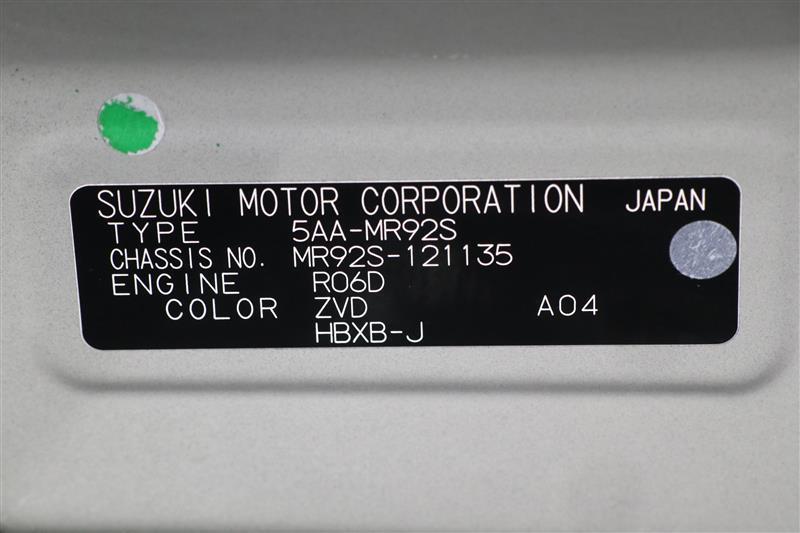 SUZUKI MOTOR CORPORATION JAPAN
TYPE 5AA-MR92S
CHASSIS NO. MR92S-121135
ENGINE R06D
COLOR ZVD A04
HBXB-J